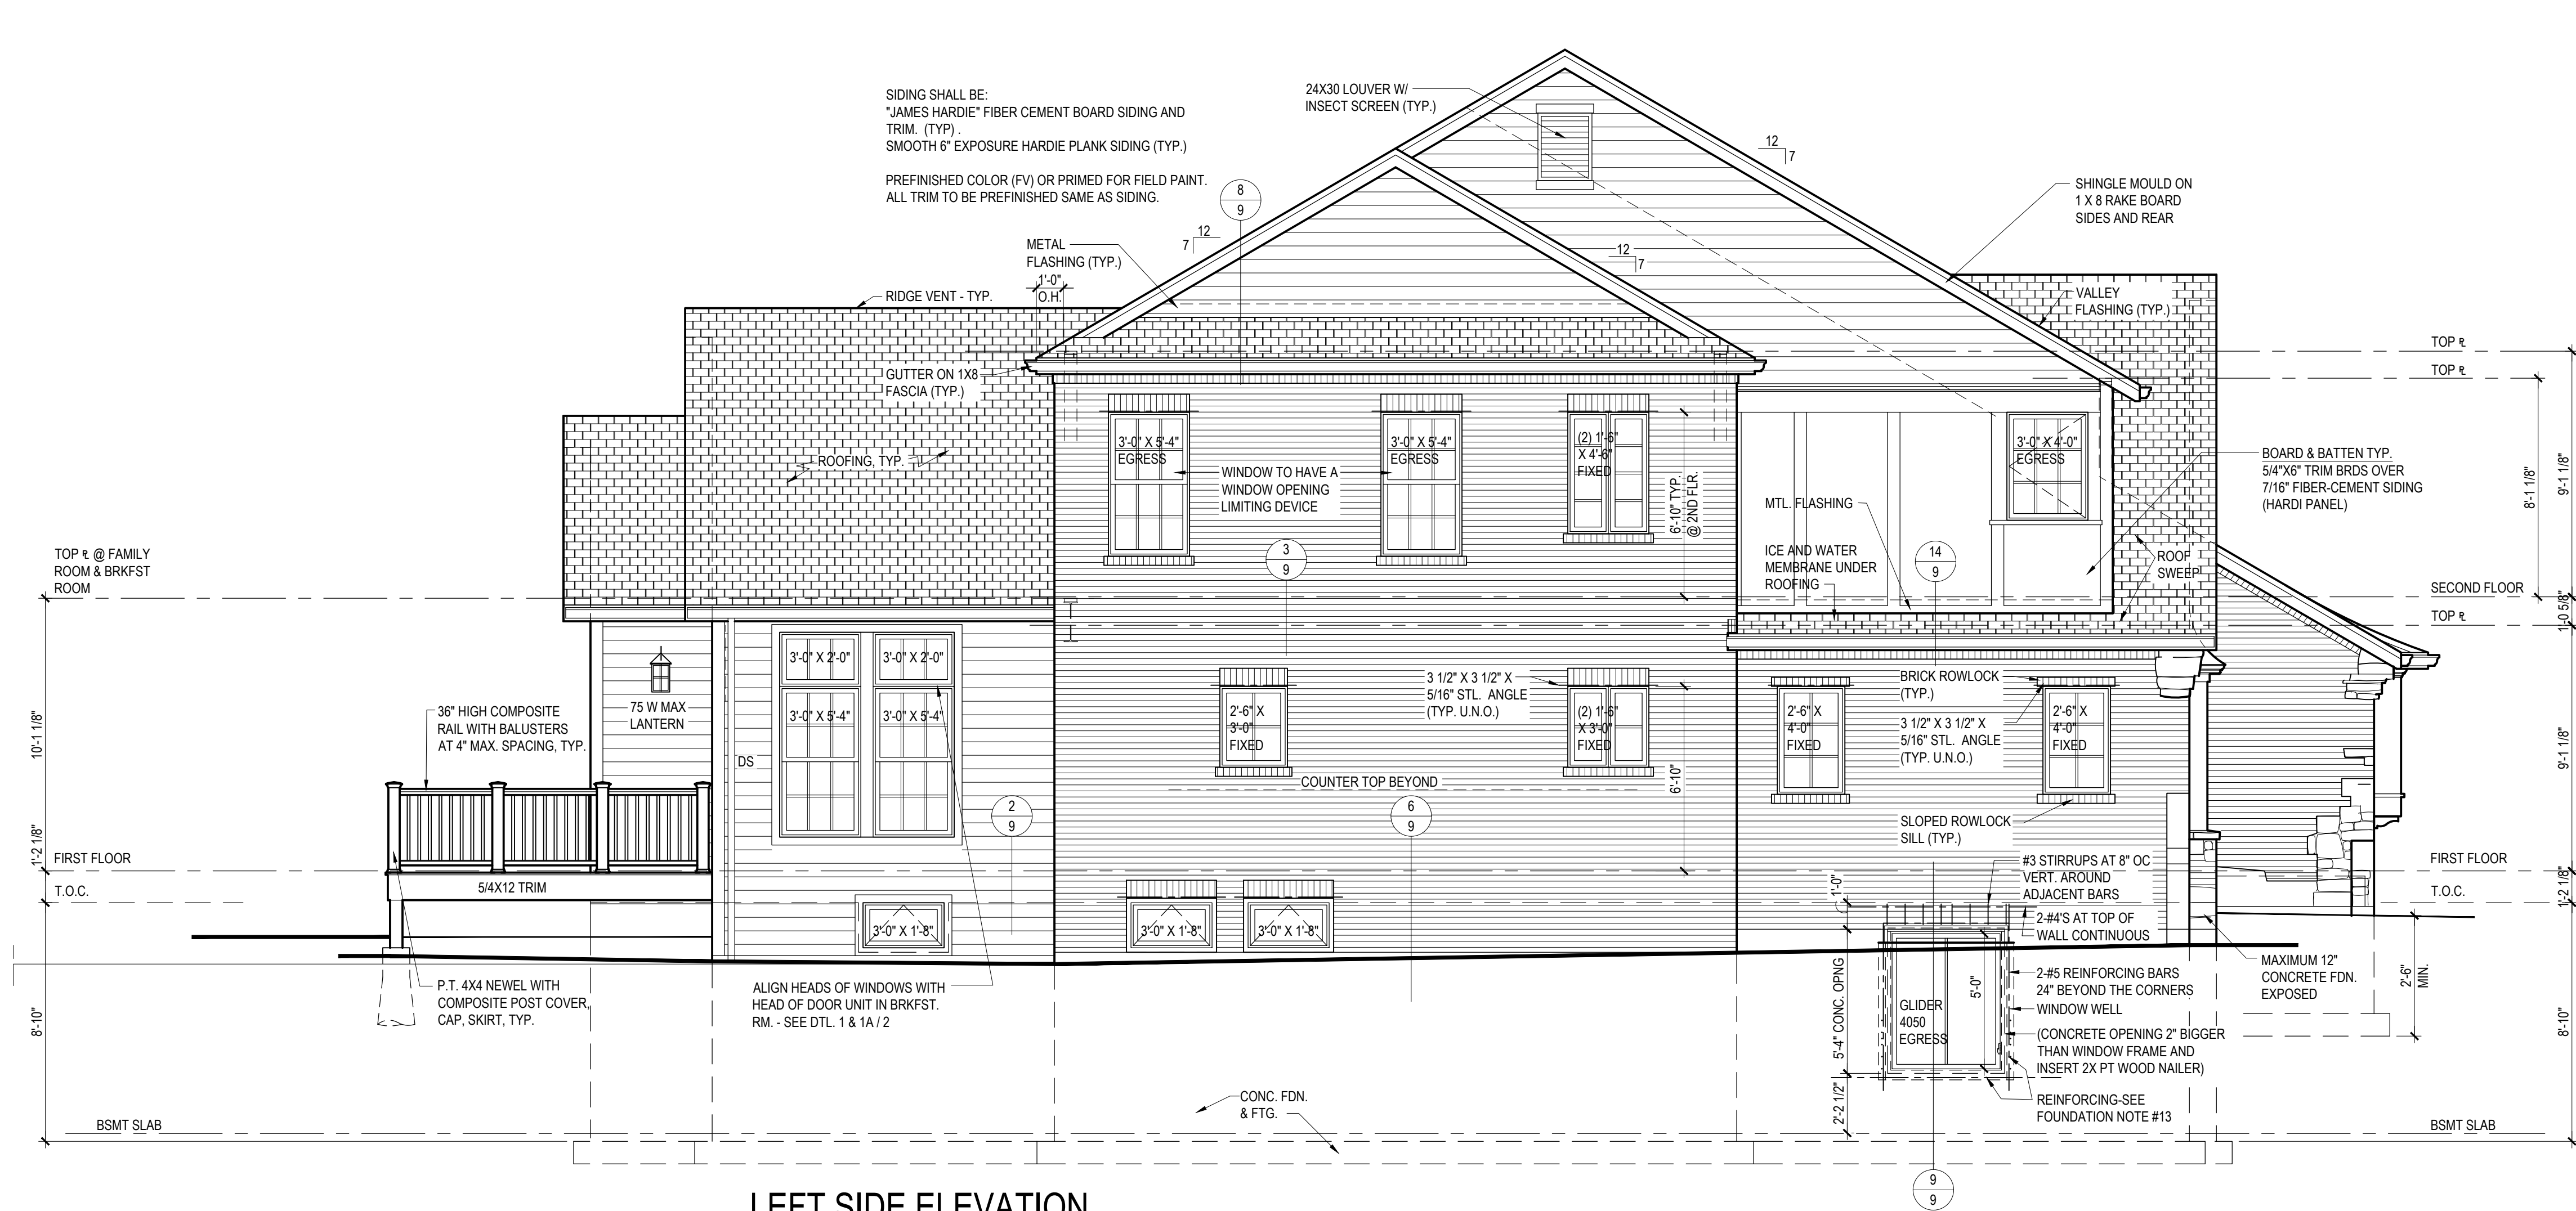 SIDING SHALL BE:
"JAMES HARDIE" FIBER CEMENT BOARD SIDING AND
TRIM. (TYP) .
SMOOTH 6" EXPOSURE HARDIE PLANK SIDING (TYP.)
PREFINISHED COLOR (FV) OR PRIMED FOR FIELD PAINT.
ALL TRIM TO BE PREFINISHED SAME AS SIDING.
24X30 LOUVER W/
INSECT SCREEN (TYP.)
12
7
SHINGLE MOULD ON
1 X 8 RAKE BOARD
SIDES AND REAR
8
9
12
7
12
7
METAL
FLASHING (TYP.)
1'-0"
O.H.
RIDGE VENT - TYP.
VALLEY
FLASHING (TYP.)
TOP ℄
TOP ℄
GUTTER ON 1X8
FASCIA (TYP.)
ROOFING, TYP.
3'-0" X 5'-4"
EGRESS
WINDOW TO HAVE A
WINDOW OPENING
LIMITING DEVICE
3'-0" X 5'-4"
EGRESS
(2) 1'-6"
X 4'-6"
FIXED
6'-10" TYP.
@ 2ND FLR.
3'-0" X 4'-0"
EGRESS
MTL. FLASHING
ICE AND WATER
MEMBRANE UNDER
ROOFING
14
9
BOARD & BATTEN TYP.
5/4"X6" TRIM BRDS OVER
7/16" FIBER-CEMENT SIDING
(HARDI PANEL)
8'-1 1/8"
9'-1 1/8"
ROOF
SWEEP
3
9
TOP ℄ @ FAMILY
ROOM & BRKFST
ROOM
SECOND FLOOR
1'-0 5/8"
TOP ℄
10'-1 1/8"
36" HIGH COMPOSITE
RAIL WITH BALUSTERS
AT 4" MAX. SPACING, TYP.
75 W MAX
LANTERN
DS
3'-0" X 2'-0"
3'-0" X 2'-0"
3'-0" X 5'-4"
3'-0" X 5'-4"
2'-6" X
3'-0"
FIXED
3 1/2" X 3 1/2" X
5/16" STL. ANGLE
(TYP. U.N.O.)
(2) 1'-6"
X 3'-0"
FIXED
6'-10"
COUNTER TOP BEYOND
2'-6" X
4'-0"
FIXED
BRICK ROWLOCK
(TYP.)
3 1/2" X 3 1/2" X
5/16" STL. ANGLE
(TYP. U.N.O.)
2'-6" X
4'-0"
FIXED
SLOPED ROWLOCK
SILL (TYP.)
9'-1 1/8"
2
9
6
9
1'-2 1/8"
FIRST FLOOR
T.O.C.
5/4X12 TRIM
3'-0" X 1'-8"
3'-0" X 1'-8"
3'-0" X 1'-8"
1'-0"
#3 STIRRUPS AT 8" OC
VERT. AROUND
ADJACENT BARS
2-#4'S AT TOP OF
WALL CONTINUOUS
FIRST FLOOR
T.O.C.
1'-2 1/8"
8'-10"
P.T. 4X4 NEWEL WITH
COMPOSITE POST COVER,
CAP, SKIRT, TYP.
ALIGN HEADS OF WINDOWS WITH
HEAD OF DOOR UNIT IN BRKFST.
RM. - SEE DTL. 1 & 1A / 2
5'-4" CONC. OPNG
5'-0"
GLIDER
4050
EGRESS
2-#5 REINFORCING BARS
24" BEYOND THE CORNERS
WINDOW WELL
(CONCRETE OPENING 2" BIGGER
THAN WINDOW FRAME AND
INSERT 2X PT WOOD NAILER)
REINFORCING-SEE
FOUNDATION NOTE #13
MAXIMUM 12"
CONCRETE FDN.
EXPOSED
2'-6"
MIN.
8'-10"
2'-2 1/2"
CONC. FDN.
& FTG.
BSMT SLAB
BSMT SLAB
9
9
LEFT SIDE ELEVATION